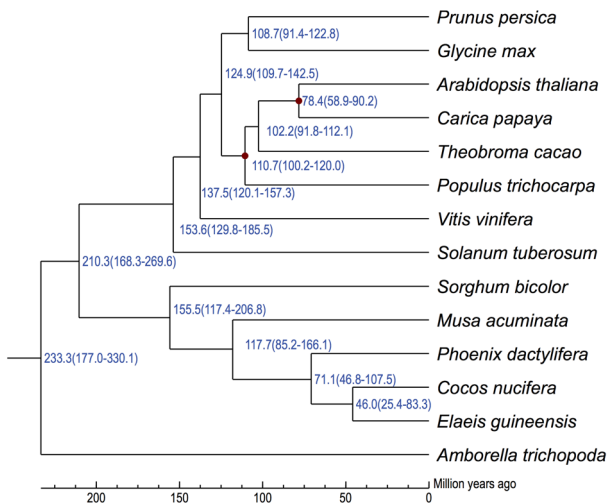 Prunus persica
108.7(91.4-122.8)
Glycine max
124.9(109.7-142.5)
Arabidopsis thaliana
78.4(58.9-90.2)
Carica papaya
102.2(91.8-112.1)
Theobroma cacao
110.7(100.2-120.0)
Populus trichocarpa
137.5(120.1-157.3)
Vitis vinifera
153.6(129.8-185.5)
Solanum tuberosum
210.3(168.3-269.6)
Sorghum bicolor
155.5(117.4-206.8)
Musa acuminata
117.7(85.2-166.1)
Phoenix dactylifera
233.3(177.0-330.1)
71.1(46.8-107.5)
Cocos nucifera
46.0(25.4-83.3)
Elaeis guineensis
Amborella trichopoda
Million years ago
200 150 100 50 0